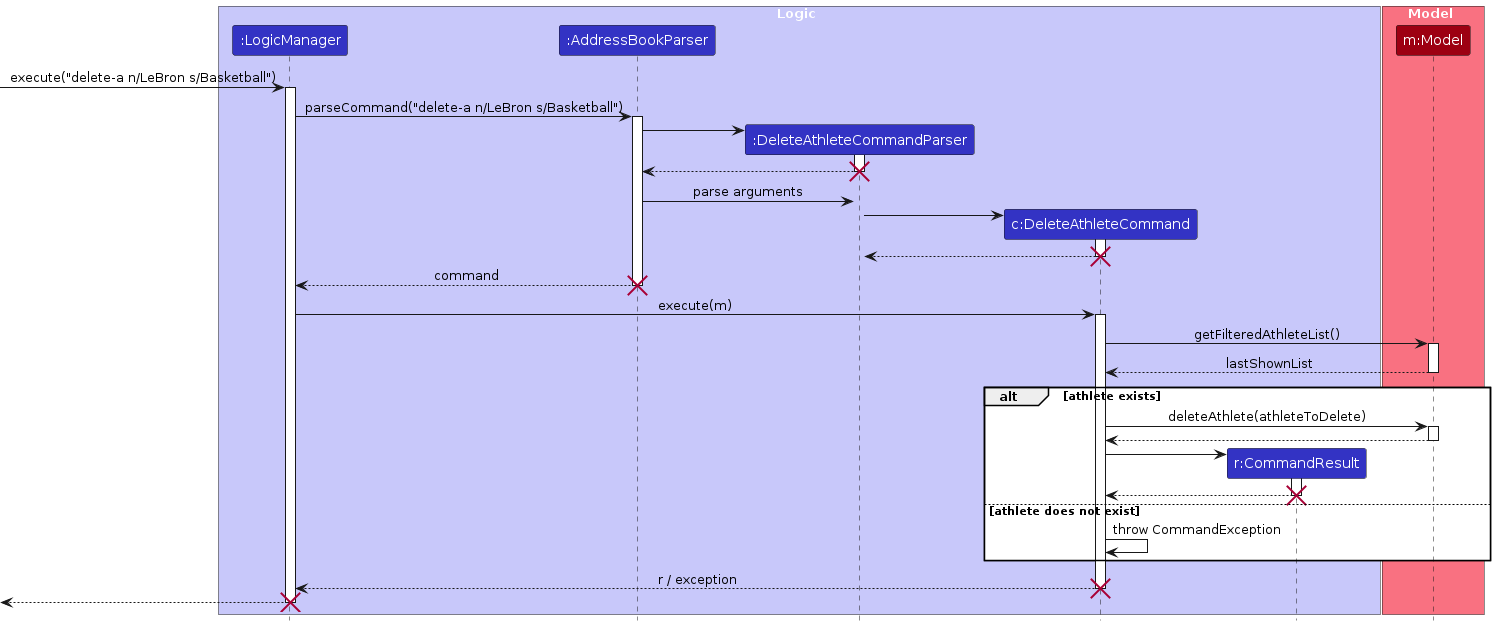 Logic
Model
:LogicManager
:AddressBookParser
m:Model
execute("delete-a n/LeBron s/Basketball")
parseCommand("delete-a n/LeBron s/Basketball")
:DeleteAthleteCommandParser
parse arguments
c:DeleteAthleteCommand
command
execute(m)
getFilteredAthleteList()
lastShownList
alt
[athlete exists]
deleteAthlete(athleteToDelete)
r:CommandResult
[athlete does not exist]
throw CommandException
r / exception